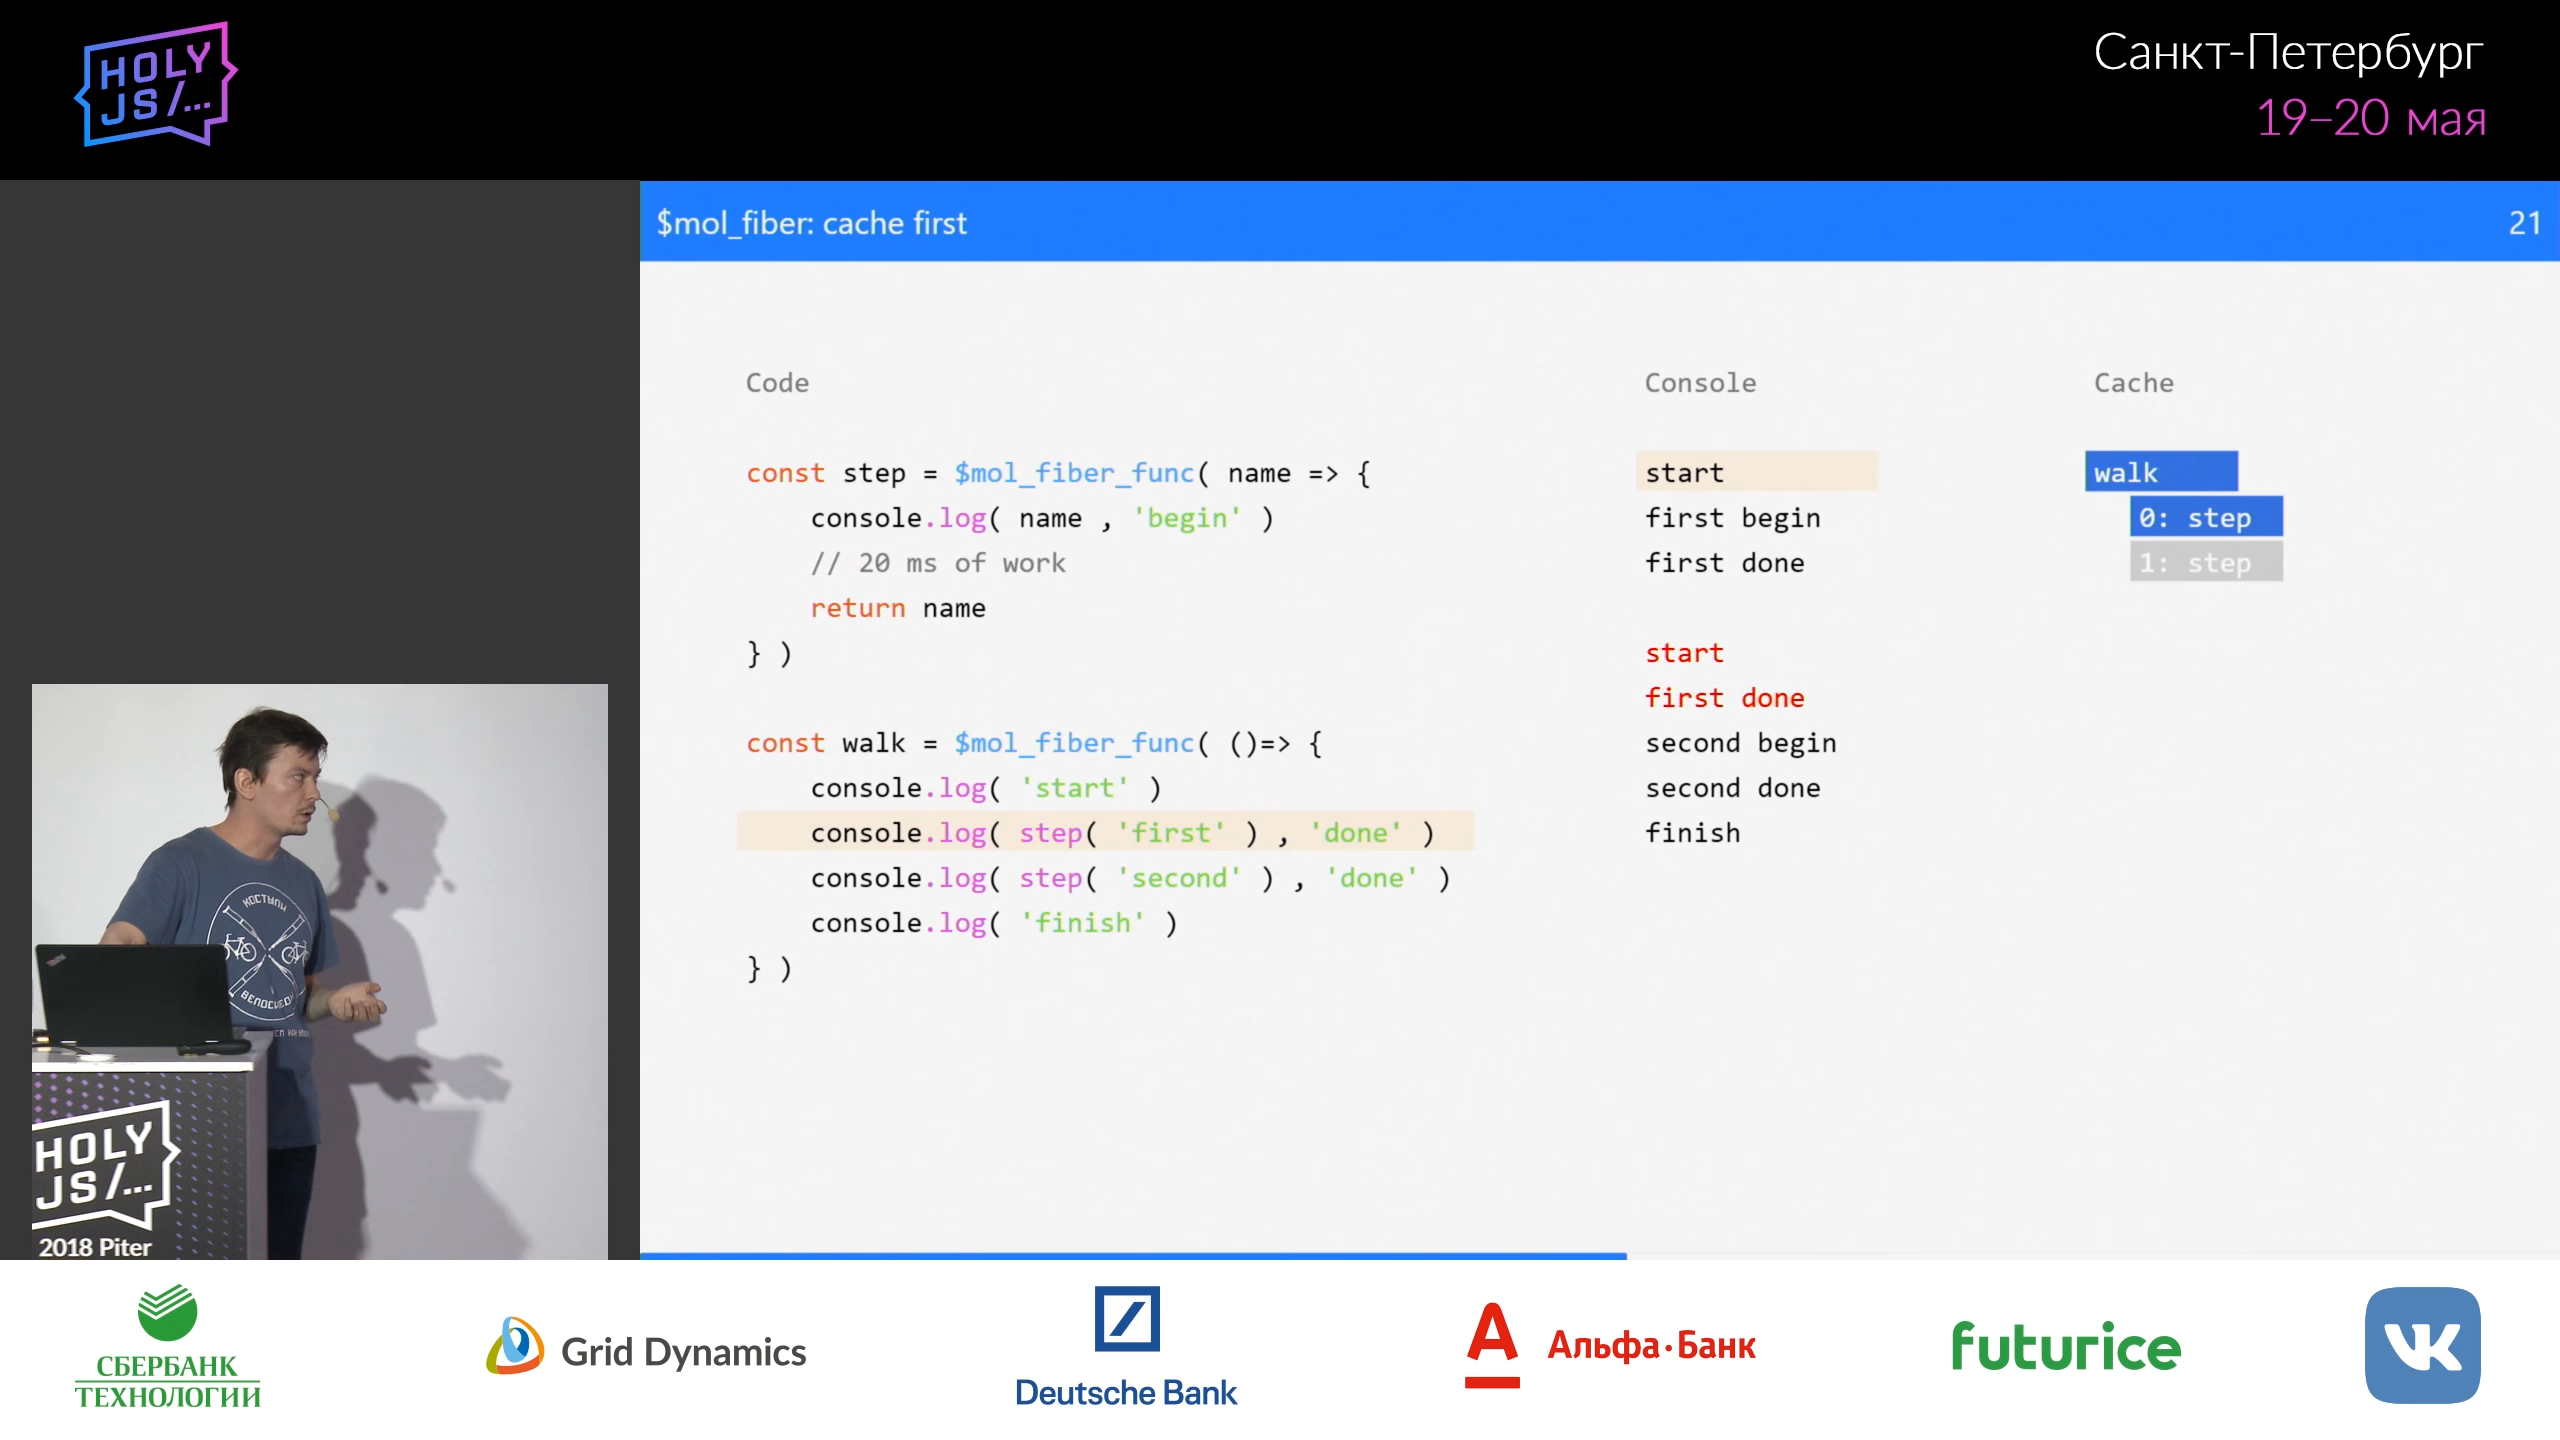 HOLY
JS/...
Санкт-Петербург
19–20 мая
$mol_fiber: cache first
21
Code
const step = $mol_fiber_func( name => {
    console.log( name , 'begin' )
    // 20 ms of work
    return name
} )
const walk = $mol_fiber_func( ()=> {
    console.log( 'start' )
    console.log( step( 'first' ) , 'done' )
    console.log( step( 'second' ) , 'done' )
    console.log( 'finish' )
} )
Console
start
first begin
first done
start
first done
second begin
second done
finish
Cache
walk
0: step
1: step
КОСТЫЛИ
HOLY
JS/...
2018 Piter
СБЕРБАНК
ТЕХНОЛОГИИ
Grid Dynamics
Deutsche Bank
А
Альфа·Банк
futurice
VK